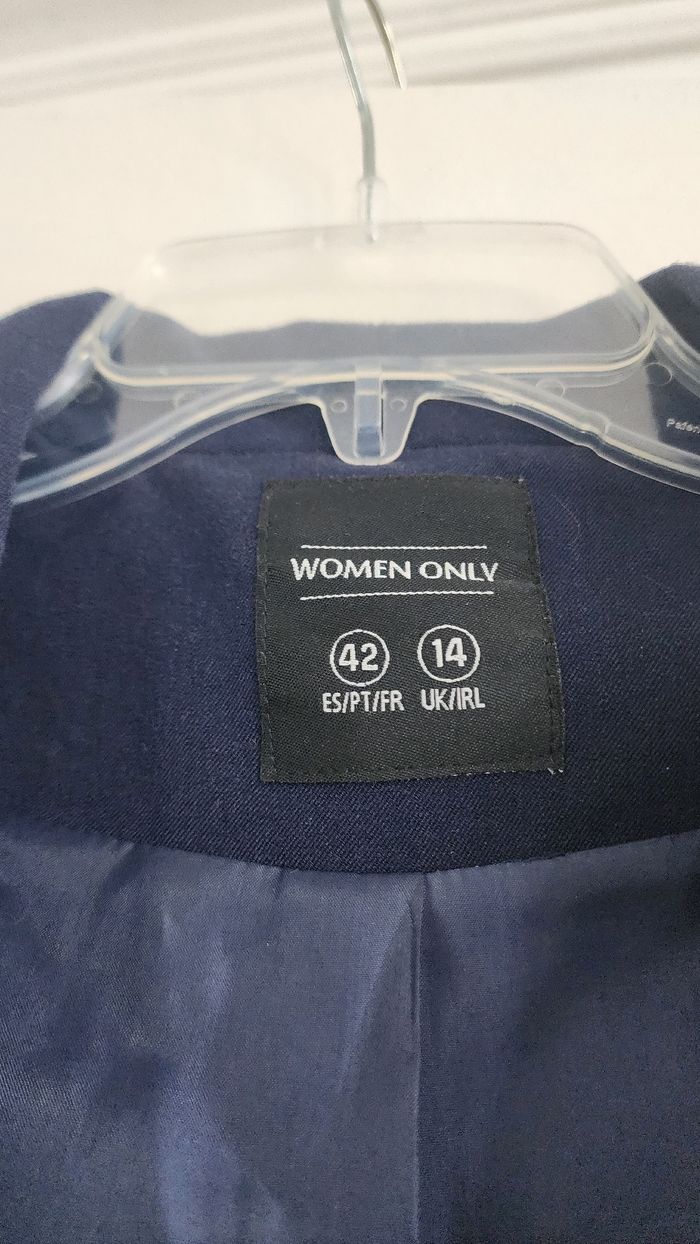 WOMEN ONLY
42 14
ES/PT/FR UK/IRL